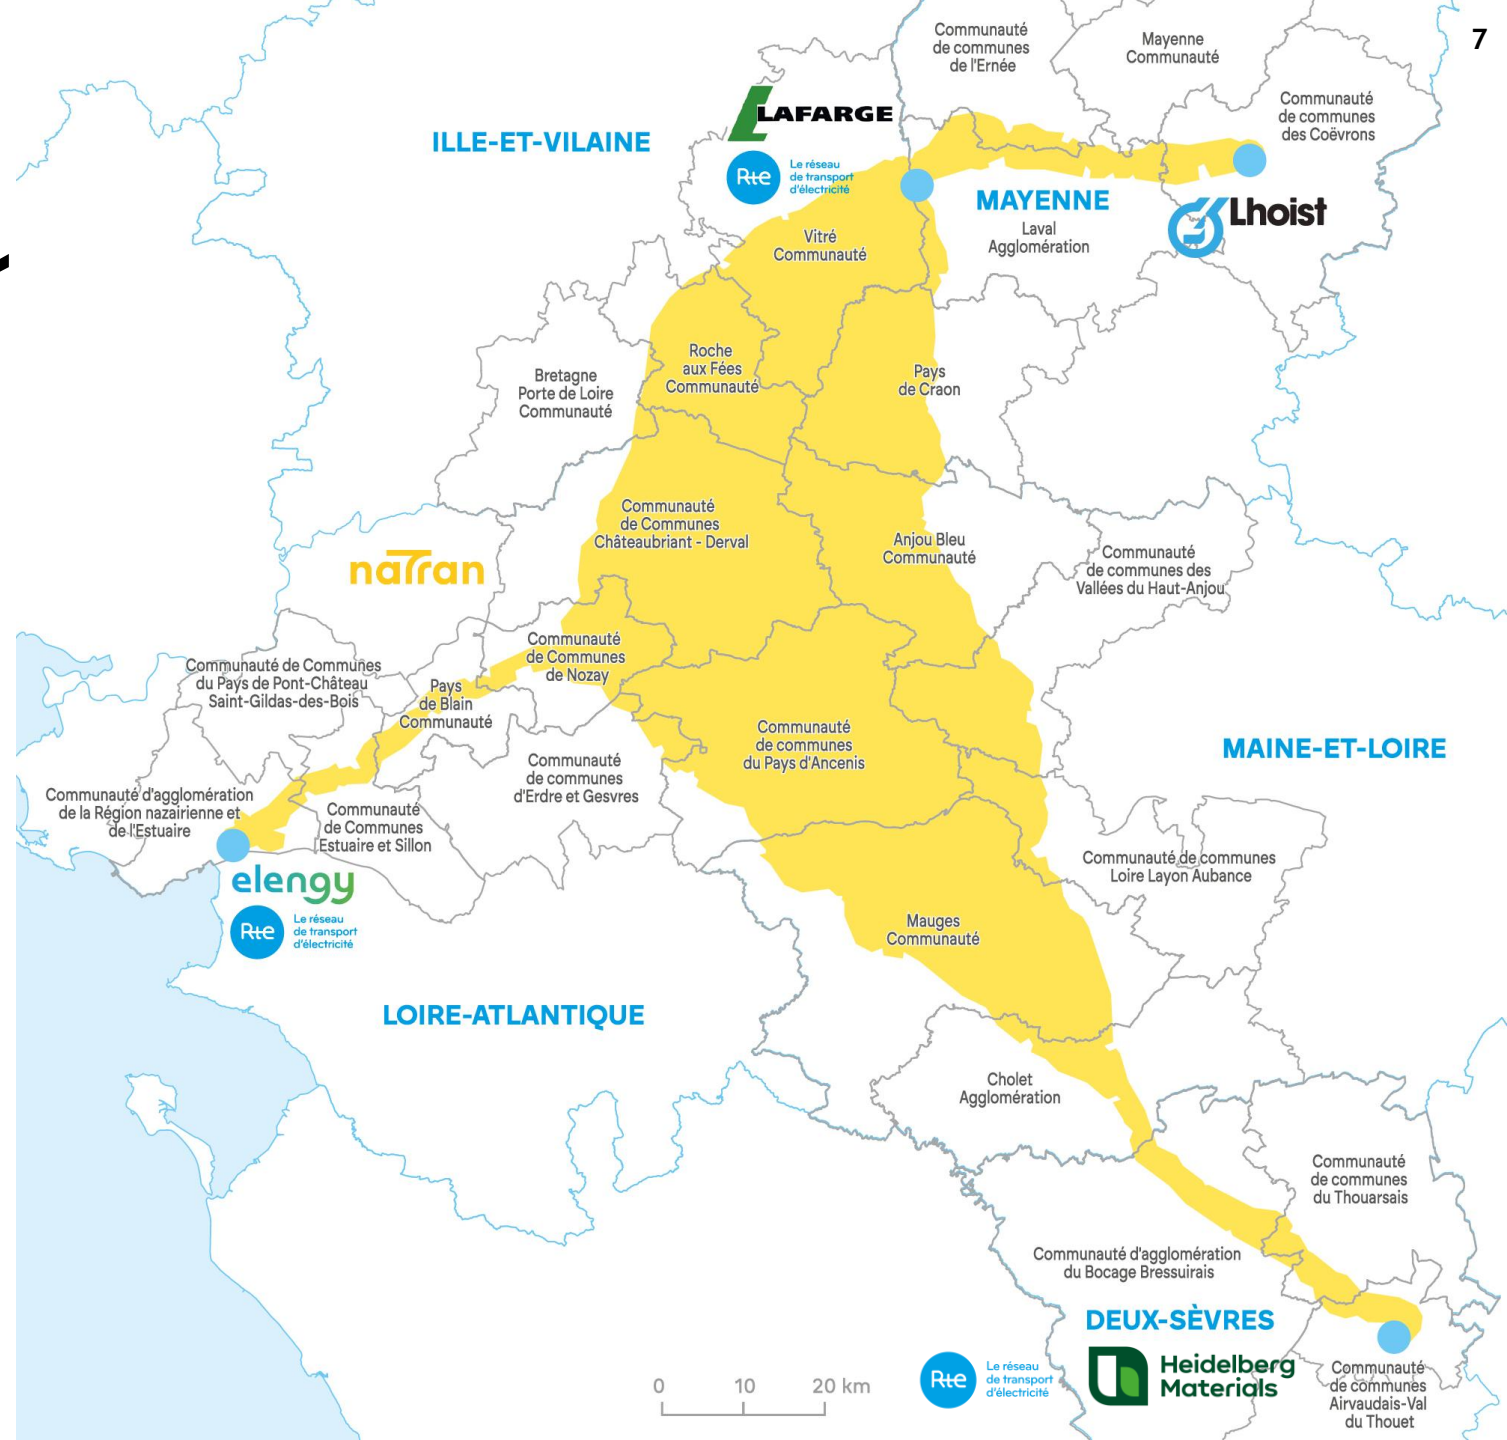 7
Communauté
de communes
de l'Ernée
Mayenne
Communauté
Communauté
de communes
des Coëvrons
LAFARGE
ILLE-ET-VILAINE
Rte
Le réseau
de transport
d'électricité
MAYENNE
Laval
Agglomération
Lhoist
Vitré
Communauté
Roche
aux Fées
Communauté
Bretagne
Porte de Loire
Communauté
Pays
de Craon
Communauté
de Communes
Châteaubriant - Derval
Anjou Bleu
Communauté
Communauté
de communes des
Vallées du Haut-Anjou
naTran
Communauté
de Communes
de Nozay
Communauté de Communes
du Pays de Pont-Château
Saint-Gildas-des-Bois
Pays
de Blain
Communauté
Communauté
de communes
du Pays d'Ancenis
MAINE-ET-LOIRE
Communauté
de communes
d'Erdre et Gesvres
Communauté d'agglomération
de la Région nazairienne et
de l'Estuaire
Communauté
de Communes
Estuaire et Sillon
Communauté de communes
Loire Layon Aubance
elengy
Rte
Le réseau
de transport
d'électricité
Mauges
Communauté
LOIRE-ATLANTIQUE
Cholet
Agglomération
Communauté
de communes
du Thouarsais
Communauté d'agglomération
du Bocage Bressuirais
DEUX-SÈVRES
Rte
Le réseau
de transport
d'électricité
Heidelberg
Materials
Communauté
de communes
Airvaudais-Val
du Thouet
0 10 20 km